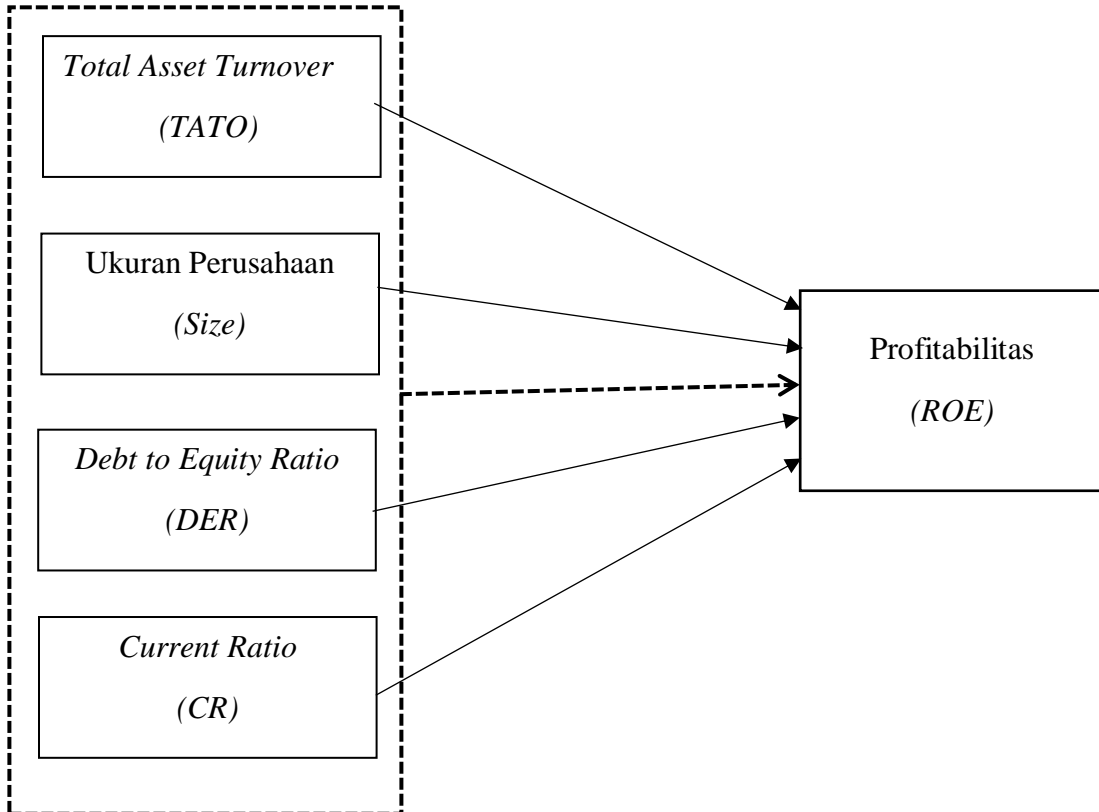 Total Asset Turnover
(TATO)
Ukuran Perusahaan
(Size)
Profitabilitas
(ROE)
Debt to Equity Ratio
(DER)
Current Ratio
(CR)